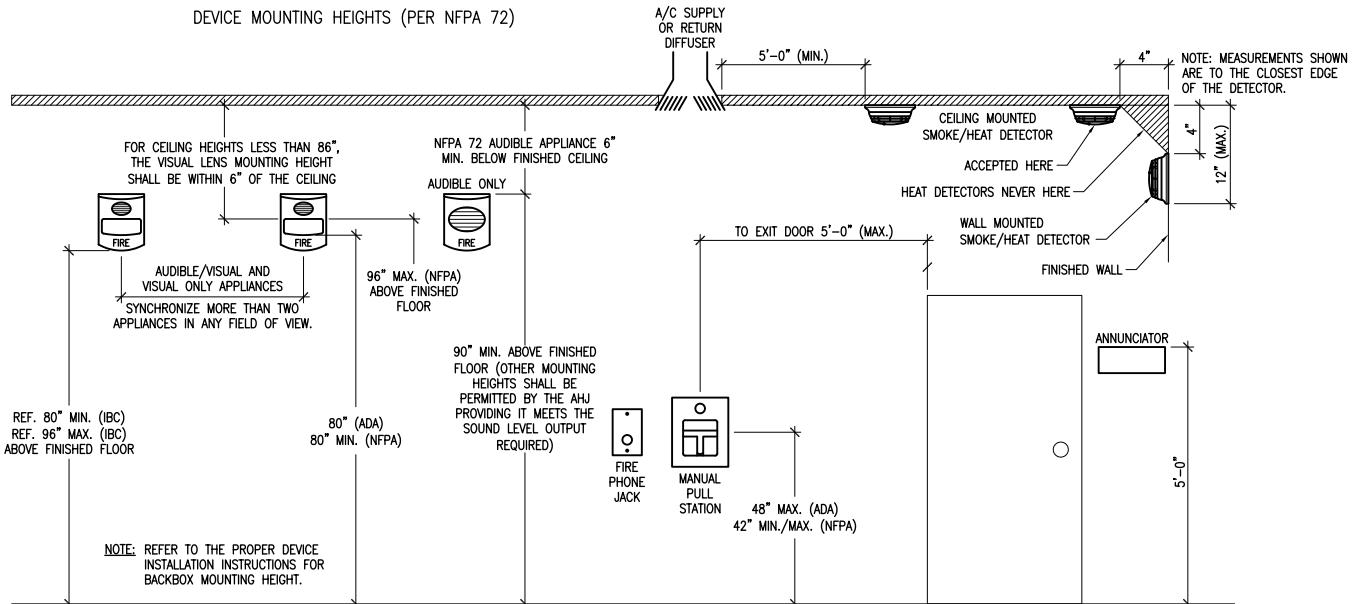 DEVICE MOUNTING HEIGHTS (PER NFPA 72)
A/C SUPPLY
OR RETURN
DIFFUSER
5'-0" (MIN.)
4"
NOTE: MEASUREMENTS SHOWN
ARE TO THE CLOSEST EDGE
OF THE DETECTOR.
FOR CEILING HEIGHTS LESS THAN 86",
THE VISUAL LENS MOUNTING HEIGHT
SHALL BE WITHIN 6" OF THE CEILING
NFPA 72 AUDIBLE APPLIANCE 6"
MIN. BELOW FINISHED CEILING
AUDIBLE ONLY
CEILING MOUNTED
SMOKE/HEAT DETECTOR
ACCEPTED HERE
HEAT DETECTORS NEVER HERE
4"
12" (MAX.)
WALL MOUNTED
SMOKE/HEAT DETECTOR
FINISHED WALL
FIRE
FIRE
FIRE
TO EXIT DOOR 5'-0" (MAX.)
AUDIBLE/VISUAL AND
VISUAL ONLY APPLIANCES
SYNCHRONIZE MORE THAN TWO
APPLIANCES IN ANY FIELD OF VIEW.
96" MAX. (NFPA)
ABOVE FINISHED
FLOOR
90" MIN. ABOVE FINISHED
FLOOR (OTHER MOUNTING
HEIGHTS SHALL BE
PERMITTED BY THE AHJ
PROVIDING IT MEETS THE
SOUND LEVEL OUTPUT
REQUIRED)
ANNUNCIATOR
REF. 80" MIN. (IBC)
REF. 96" MAX. (IBC)
ABOVE FINISHED FLOOR
80" (ADA)
80" MIN. (NFPA)
FIRE
PHONE
JACK
MANUAL
PULL
STATION
48" MAX. (ADA)
42" MIN./MAX. (NFPA)
5'-0"
NOTE: REFER TO THE PROPER DEVICE
INSTALLATION INSTRUCTIONS FOR
BACKBOX MOUNTING HEIGHT.